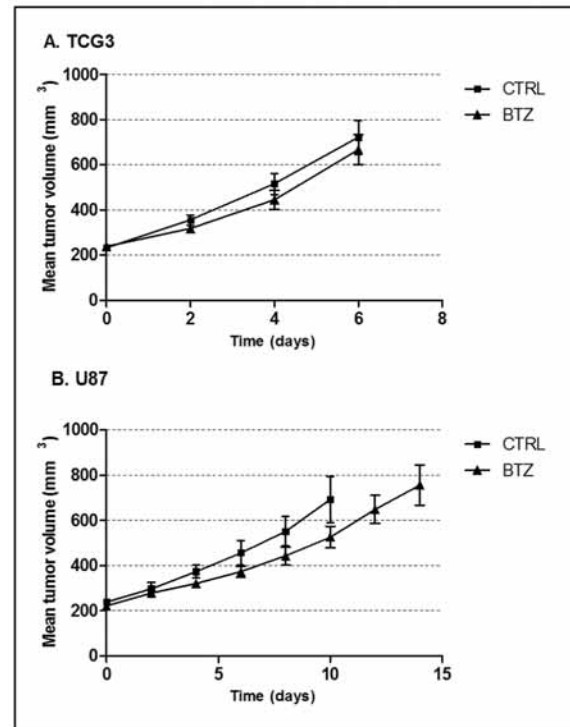 A. TCG3
Mean tumor volume (mm 3)
1000
800
600
400
200
0
0 2 4 6 8
Time (days)
CTRL
BTZ
B. U87
Mean tumor volume (mm 3)
1000
800
600
400
200
0
0 5 10 15
Time (days)
CTRL
BTZ